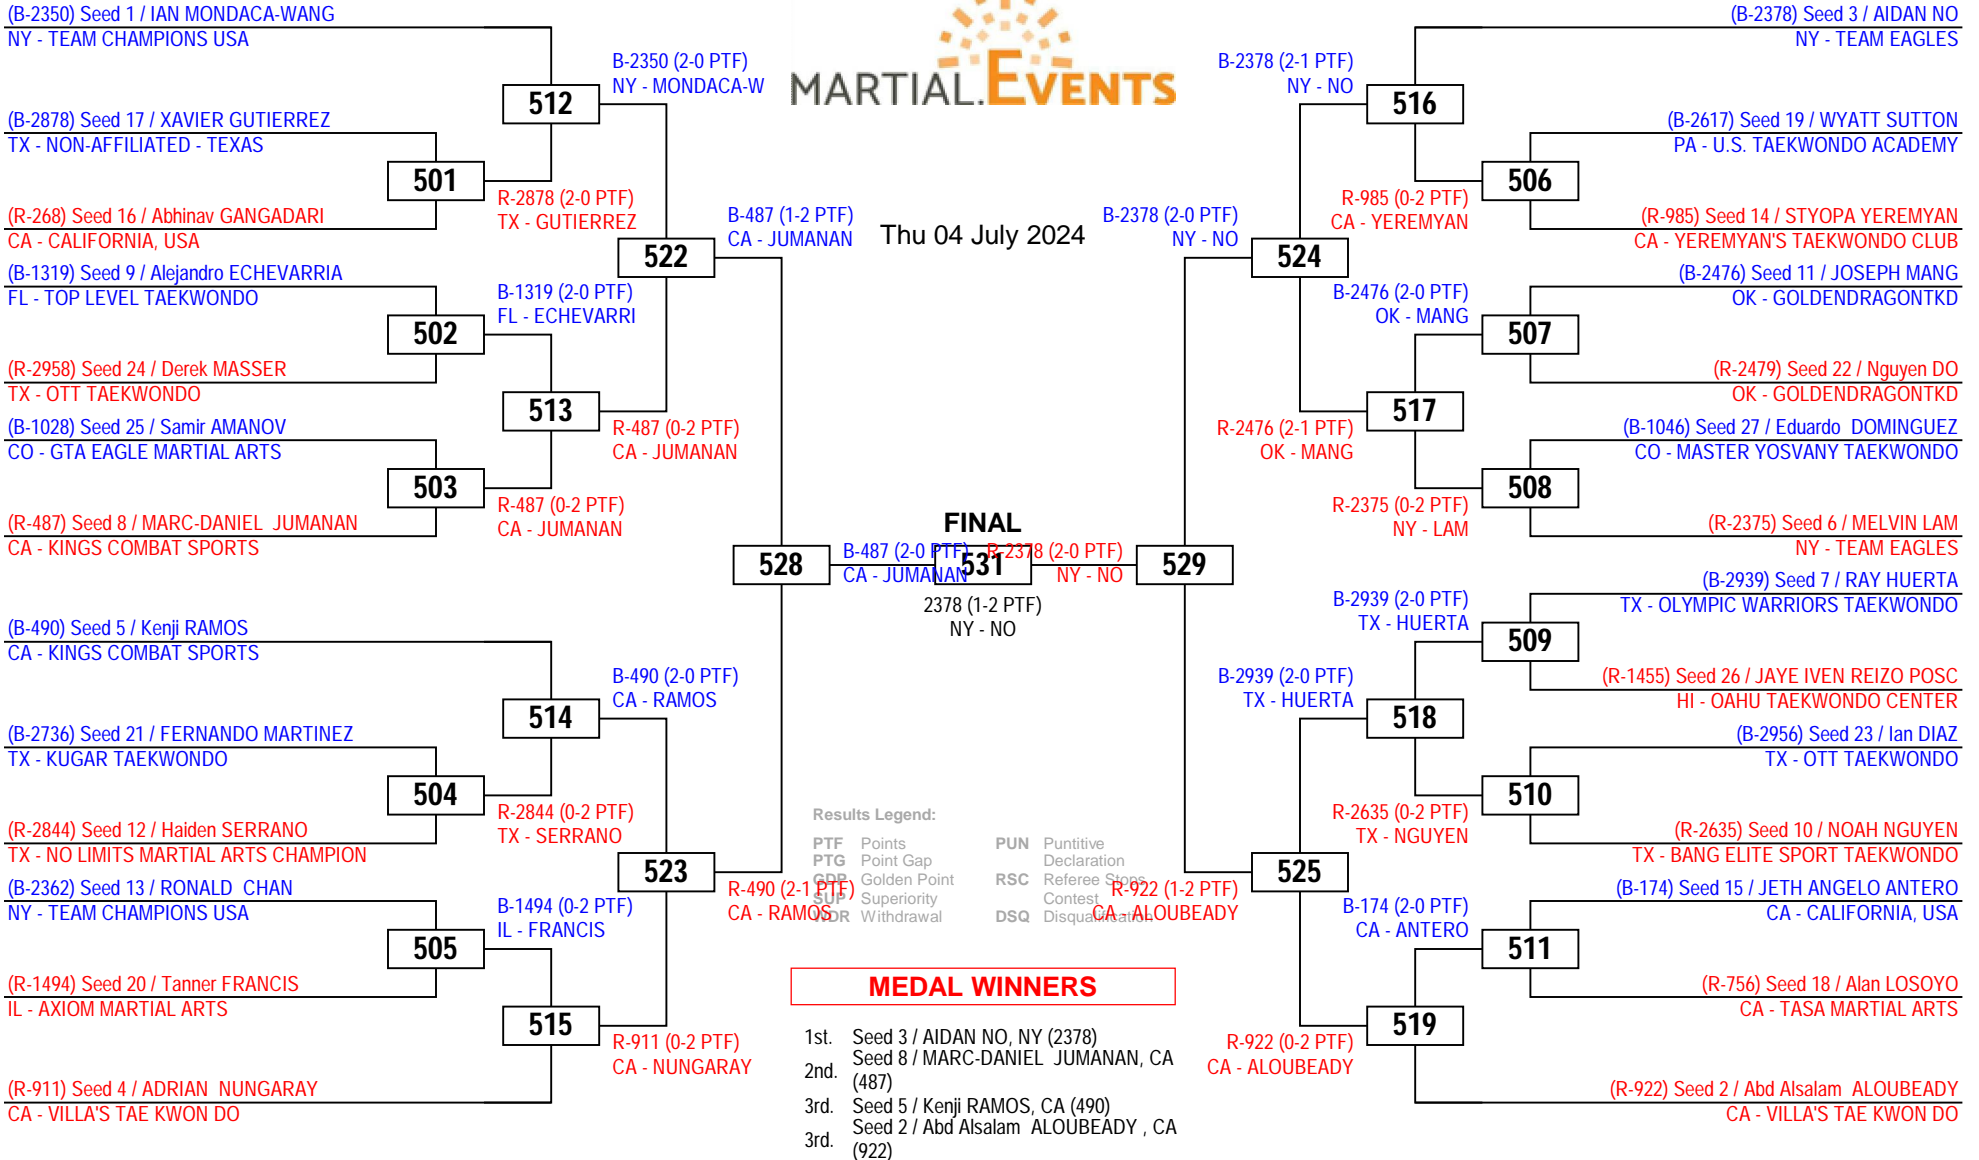 (B-2350) Seed 1 / IAN MONDACA-WANG
NY - TEAM CHAMPIONS USA
(B-2878) Seed 17 / XAVIER GUTIERREZ
TX - NON-AFFILIATED - TEXAS
501
(R-268) Seed 16 / Abhinav GANGADARI
CA - CALIFORNIA, USA
(B-1319) Seed 9 / Alejandro ECHEVARRIA
FL - TOP LEVEL TAEKWONDO
502
(R-2958) Seed 24 / Derek MASSER
TX - OTT TAEKWONDO
(B-1028) Seed 25 / Samir AMANOV
CO - GTA EAGLE MARTIAL ARTS
503
(R-487) Seed 8 / MARC-DANIEL JUMANAN
CA - KINGS COMBAT SPORTS
(B-490) Seed 5 / Kenji RAMOS
CA - KINGS COMBAT SPORTS
(B-2736) Seed 21 / FERNANDO MARTINEZ
TX - KUGAR TAEKWONDO
504
(R-2844) Seed 12 / Haiden SERRANO
TX - NO LIMITS MARTIAL ARTS CHAMPION
(B-2362) Seed 13 / RONALD CHAN
NY - TEAM CHAMPIONS USA
505
(R-1494) Seed 20 / Tanner FRANCIS
IL - AXIOM MARTIAL ARTS
(R-911) Seed 4 / ADRIAN NUNGARAY
CA - VILLA'S TAE KWON DO
512
R-2878 (2-0 PTF)
TX - GUTIERREZ
B-1319 (2-0 PTF)
FL - ECHEVARRI
513
R-487 (0-2 PTF)
CA - JUMANAN
514
R-2844 (0-2 PTF)
TX - SERRANO
B-1494 (0-2 PTF)
IL - FRANCIS
515
B-2350 (2-0 PTF)
NY - MONDACA-W
522
R-487 (0-2 PTF)
CA - JUMANAN
B-490 (2-0 PTF)
CA - RAMOS
523
R-911 (0-2 PTF)
CA - NUNGARAY
B-487 (1-2 PTF)
CA - JUMANAN
528
R-490 (2-1 PTF)
CA - RAMOS
MARTIAL.EVENTS
Thu 04 July 2024
FINAL
B-487 (2-0 PTF)
CA - JUMANAN
531
R-2378 (2-0 PTF)
NY - NO
2378 (1-2 PTF)
NY - NO
Results Legend:
PTF Points
PTG Point Gap
GDP Golden Point
SUP Superiority
WDR Withdrawal
PUN Puntitive
Declaration
RSC Referee Stops
Contest
DSQ Disqualification
MEDAL WINNERS
1st. Seed 3 / AIDAN NO, NY (2378)
2nd. Seed 8 / MARC-DANIEL JUMANAN, CA
(487)
3rd. Seed 5 / Kenji RAMOS, CA (490)
3rd. Seed 2 / Abd Alsalam ALOUBEADY , CA
(922)
B-2378 (2-0 PTF)
NY - NO
529
R-922 (1-2 PTF)
CA - ALOUBEADY
B-2378 (2-1 PTF)
NY - NO
524
R-2476 (2-1 PTF)
OK - MANG
B-2939 (2-0 PTF)
TX - HUERTA
525
R-922 (0-2 PTF)
CA - ALOUBEADY
516
R-985 (0-2 PTF)
CA - YEREMYAN
B-2476 (2-0 PTF)
OK - MANG
517
R-2375 (0-2 PTF)
NY - LAM
B-2939 (2-0 PTF)
TX - HUERTA
518
R-2635 (0-2 PTF)
TX - NGUYEN
B-174 (2-0 PTF)
CA - ANTERO
519
(B-2378) Seed 3 / AIDAN NO
NY - TEAM EAGLES
(B-2617) Seed 19 / WYATT SUTTON
PA - U.S. TAEKWONDO ACADEMY
506
(R-985) Seed 14 / STYOPA YEREMYAN
CA - YEREMYAN'S TAEKWONDO CLUB
(B-2476) Seed 11 / JOSEPH MANG
OK - GOLDENDRAGONTKD
507
(R-2479) Seed 22 / Nguyen DO
OK - GOLDENDRAGONTKD
(B-1046) Seed 27 / Eduardo DOMINGUEZ
CO - MASTER YOSVANY TAEKWONDO
508
(R-2375) Seed 6 / MELVIN LAM
NY - TEAM EAGLES
(B-2939) Seed 7 / RAY HUERTA
TX - OLYMPIC WARRIORS TAEKWONDO
509
(R-1455) Seed 26 / JAYE IVEN REIZO POSC
HI - OAHU TAEKWONDO CENTER
(B-2956) Seed 23 / Ian DIAZ
TX - OTT TAEKWONDO
510
(R-2635) Seed 10 / NOAH NGUYEN
TX - BANG ELITE SPORT TAEKWONDO
(B-174) Seed 15 / JETH ANGELO ANTERO
CA - CALIFORNIA, USA
511
(R-756) Seed 18 / Alan LOSOYO
CA - TASA MARTIAL ARTS
(R-922) Seed 2 / Abd Alsalam ALOUBEADY
CA - VILLA'S TAE KWON DO